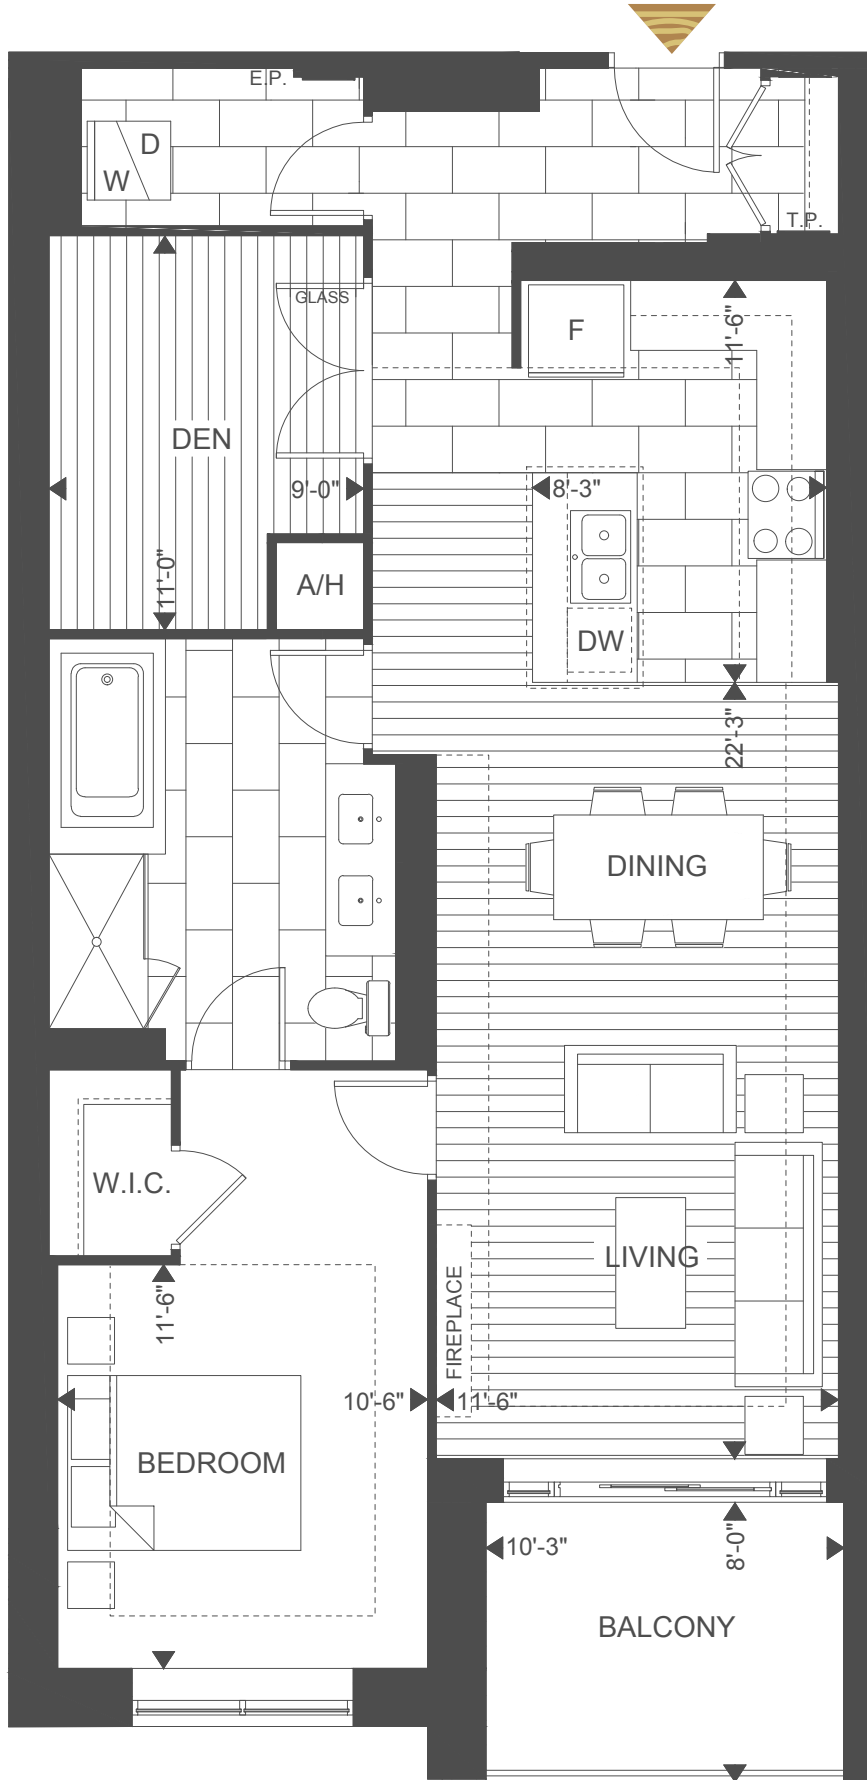 E.P.
D
W
T.P.
GLASS
F
11'-6"
DEN
9'-0"
8'-3"
11'-0"
A/H
DW
22'-3"
DINING
W.I.C.
LIVING
11'-6"
FIREPLACE
10'-6"
11'-6"
BEDROOM
10'-3"
8'-0"
BALCONY